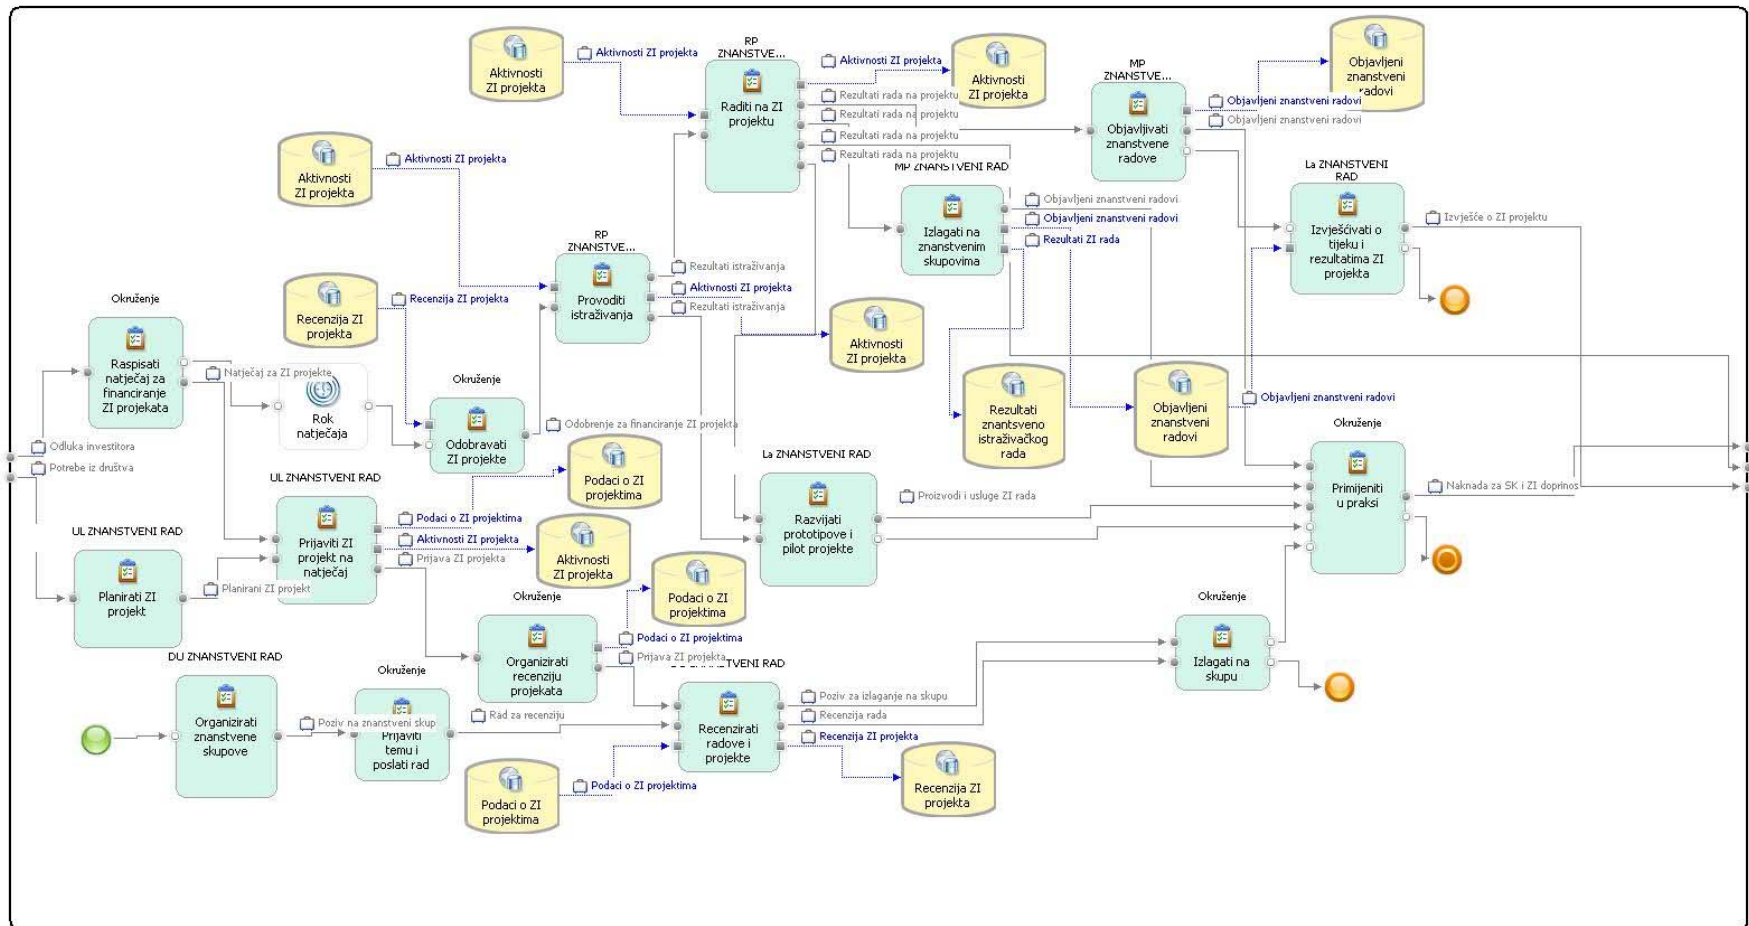 RP
ZNANSTVE...
Raditi na ZI
projektu
Aktivnosti
ZI projekta
Aktivnosti ZI projekta
Aktivnosti ZI projekta
Rezultati rada na projektu
Rezultati rada na projektu
Rezultati rada na projektu
Rezultati rada na projektu
Aktivnosti
ZI projekta
MP
ZNANSTVE...
Objavljivati
znanstvene
radove
Objavljeni znanstveni radovi
Objavljeni znanstveni radovi
Objavljeni
znanstveni
radovi
Aktivnosti
ZI projekta
Aktivnosti ZI projekta
MP ZNANSTVENI RAD
Izlagati na
znanstvenim
skupovima
Objavljeni znanstveni radovi
Objavljeni znanstveni radovi
Rezultati ZI rada
La ZNANSTVENI
RAD
Izvješćivati o
tijeku i
rezultatima ZI
projekta
Izvješće o ZI projektu
RP
ZNANSTVE...
Provoditi
istraživanja
Rezultati istraživanja
Aktivnosti ZI projekta
Rezultati istraživanja
Recenzija ZI
projekta
Recenzija ZI projekta
Aktivnosti
ZI projekta
Okruženje
Raspisati
natječaj za
financiranje
ZI projekata
Natječaj za ZI projekte
Rok
natječaja
Okruženje
Odobravati
ZI projekte
Odobrenje za financiranje ZI projekta
Rezultati
znantsveno
istraživačkog
rada
Objavljeni
znanstveni
radovi
Objavljeni znanstveni radovi
Odluka investitora
Potrebe iz društva
Okruženje
Primijeniti
u praksi
Naknada za SK i ZI doprinos
UL ZNANSTVENI RAD
Prijaviti ZI
projekt na
natječaj
Podaci o ZI projektima
Aktivnosti ZI projekta
Prijava ZI projekta
Podaci o ZI
projektima
Aktivnosti
ZI projekta
La ZNANSTVENI RAD
Razvijati
prototipove i
pilot projekte
Proizvodi i usluge ZI rada
UL ZNANSTVENI RAD
Planirati ZI
projekt
Planirani ZI projekt
Podaci o ZI
projektima
Okruženje
Organizirati
recenziju
projekata
Podaci o ZI projektima
Prijava ZI projekta
Okruženje
Izlagati na
skupu
DU ZNANSTVENI RAD
Organizirati
znanstvene
skupove
Poziv na znanstveni skup
Okruženje
Prijaviti
temu i
poslati rad
Rad za recenziju
ZNANSTVENI RAD
Recenzirati
radove i
projekte
Poziv za izlaganje na skupu
Recenzija rada
Recenzija ZI projekta
Podaci o ZI
projektima
Podaci o ZI projektima
Recenzija ZI
projekta